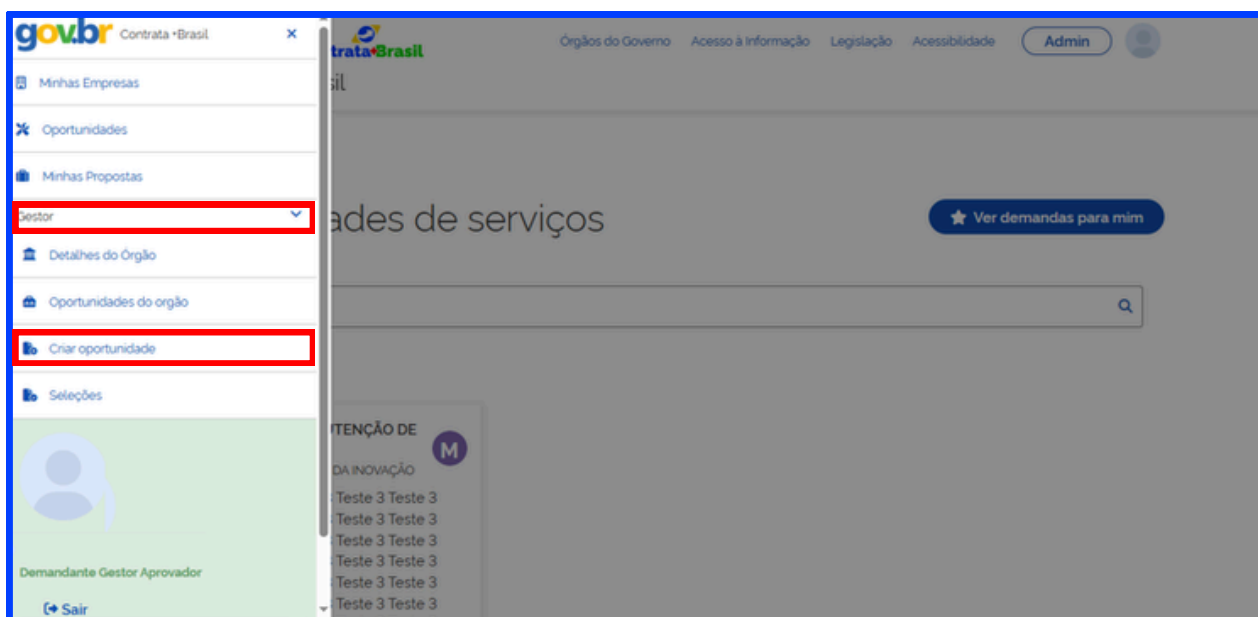 gov.br Contrata+Brasil ×
Minhas Empresas
Oportunidades
Minhas Propostas
Gestor
Detalhes do Órgão
Oportunidades do orgão
Criar oportunidade
Seleções
Demandante Gestor Aprovador
Sair
trata+Brasil
Órgãos do Governo Acesso à Informação Legislação Acessibilidade Admin
sil
ades de serviços
Ver demandas para mim
TENÇÃO DE
M
DA INOVAÇÃO
Teste 3 Teste 3
Teste 3 Teste 3
Teste 3 Teste 3
Teste 3 Teste 3
Teste 3 Teste 3
Teste 3 Teste 3